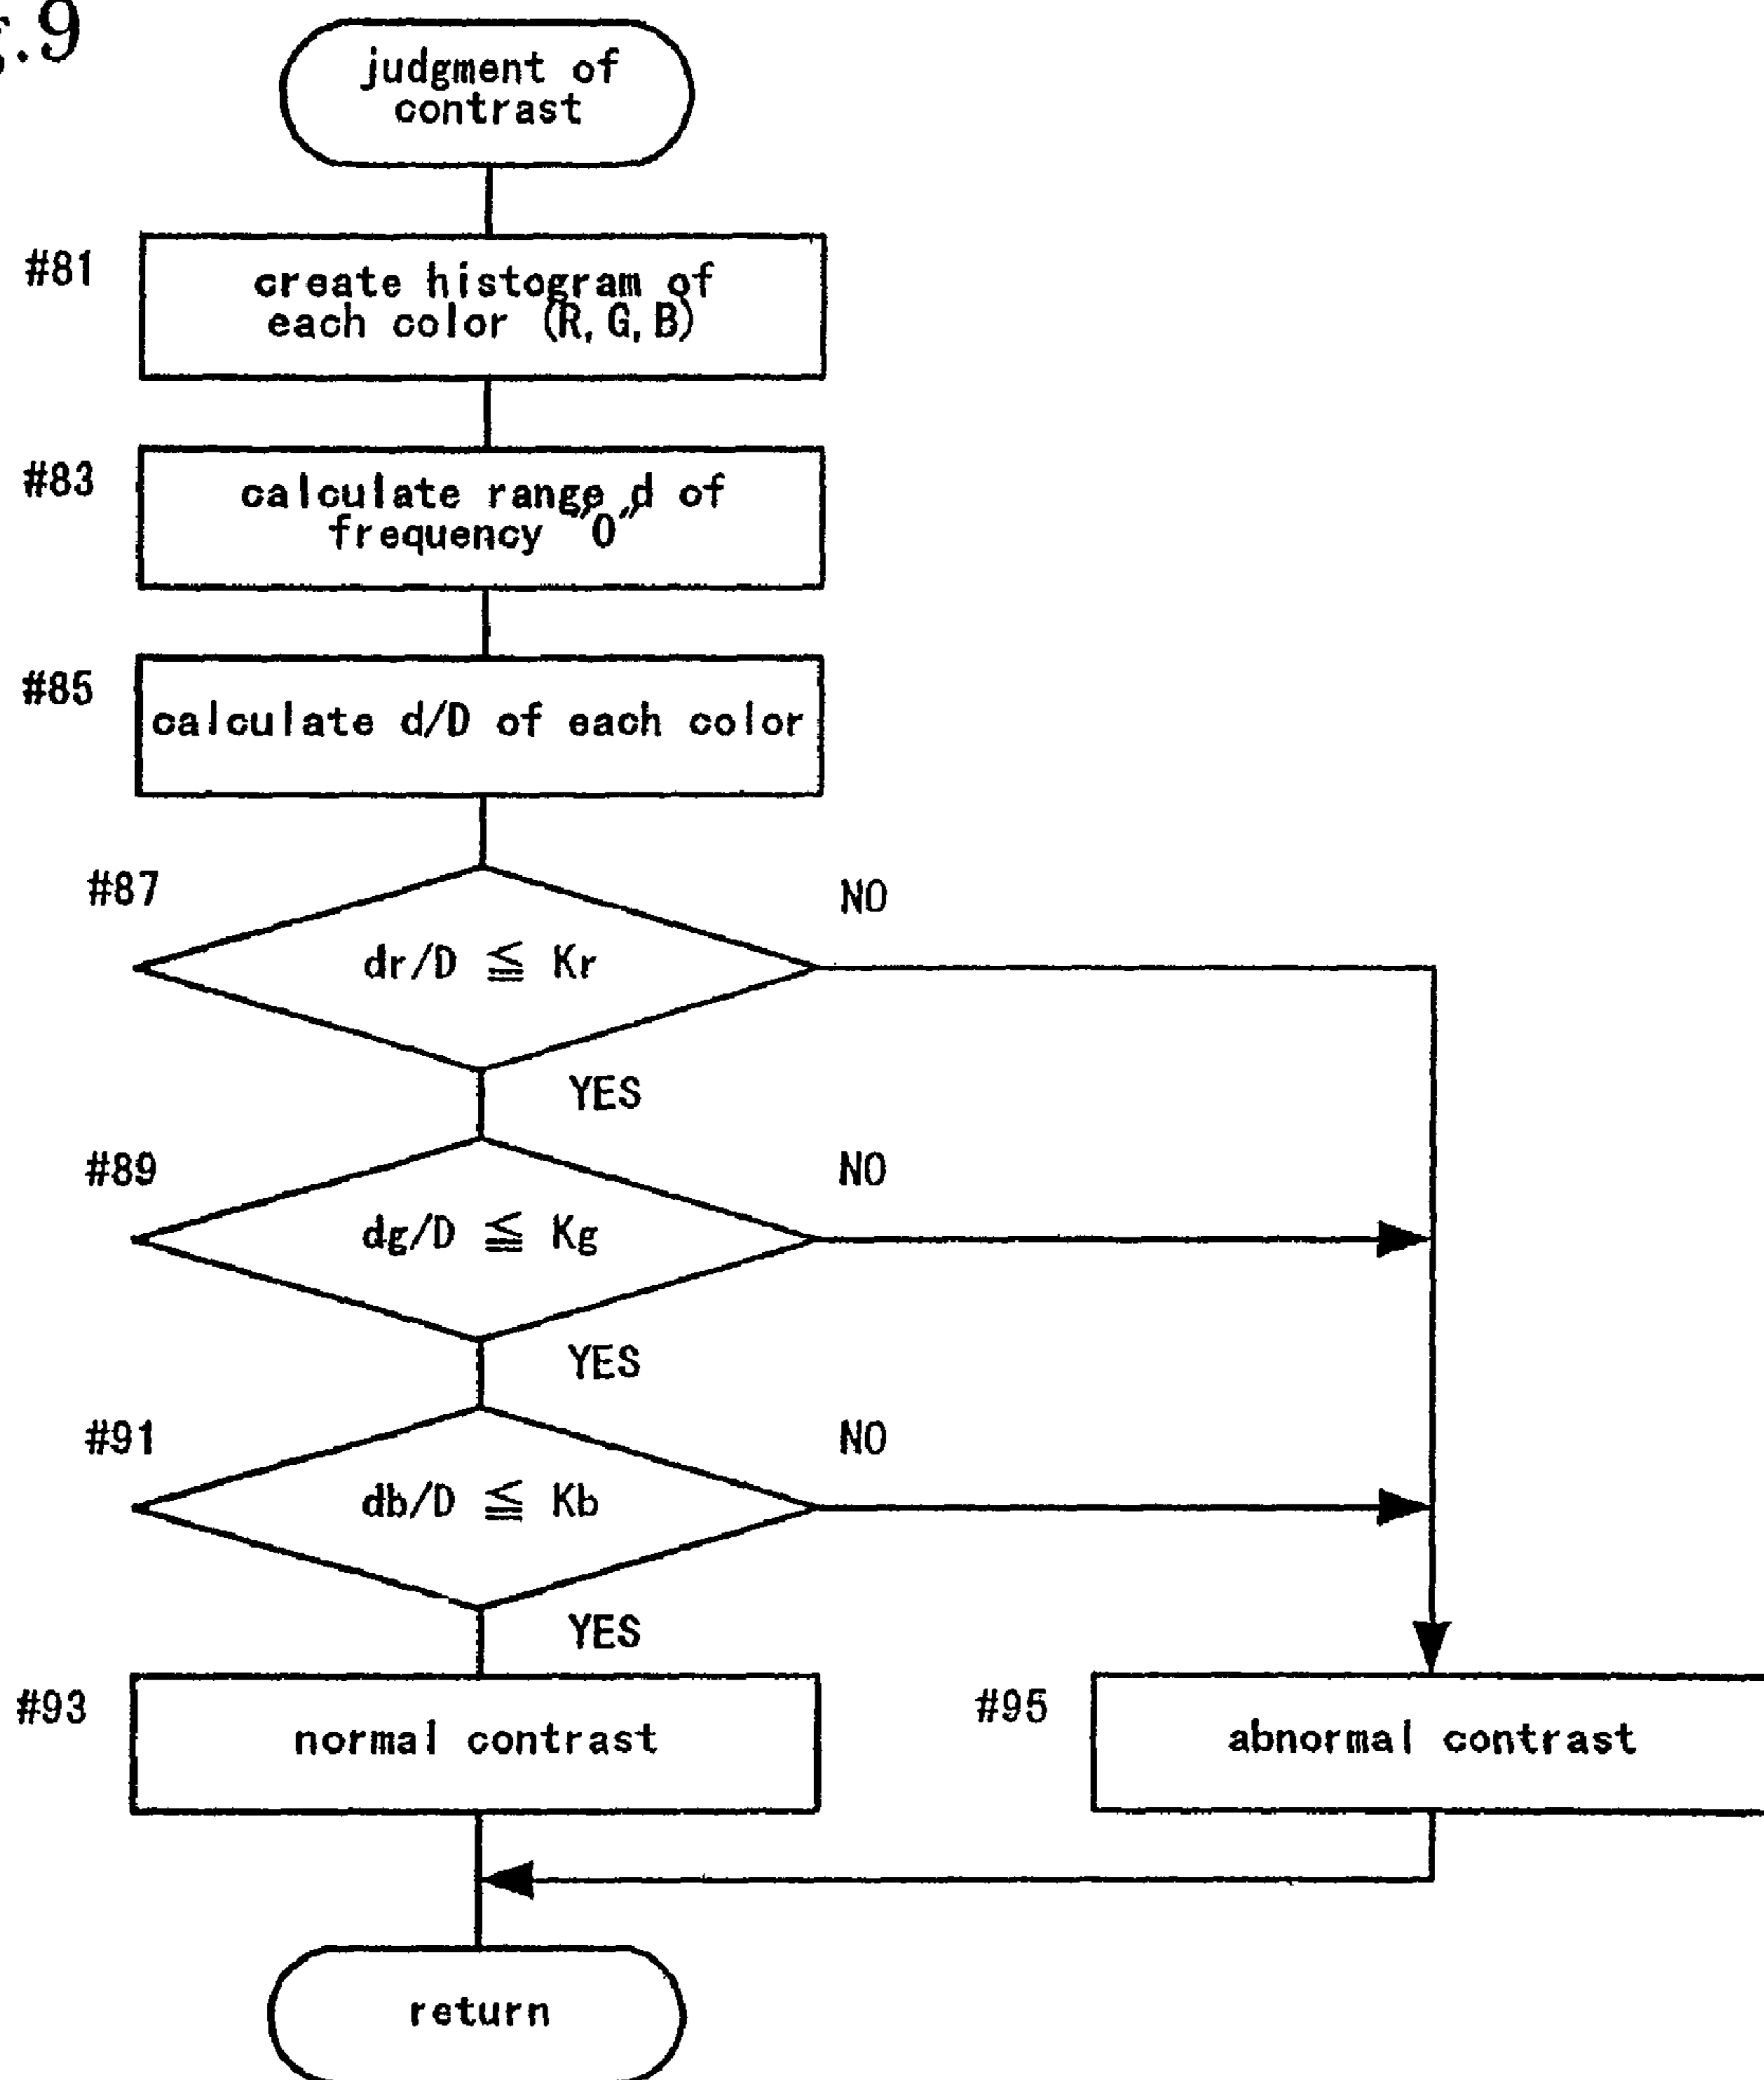 .9
judgment of
contrast
#81
create histogram of
each color (R, G, B)
#83
calculate range d of
frequency "0"
#85
calculate d/D of each color
#87
dr/D ≦ Kr
NO
YES
#89
dg/D ≦ Kg
NO
YES
#91
db/D ≦ Kb
NO
YES
#93
normal contrast
#95
abnormal contrast
return